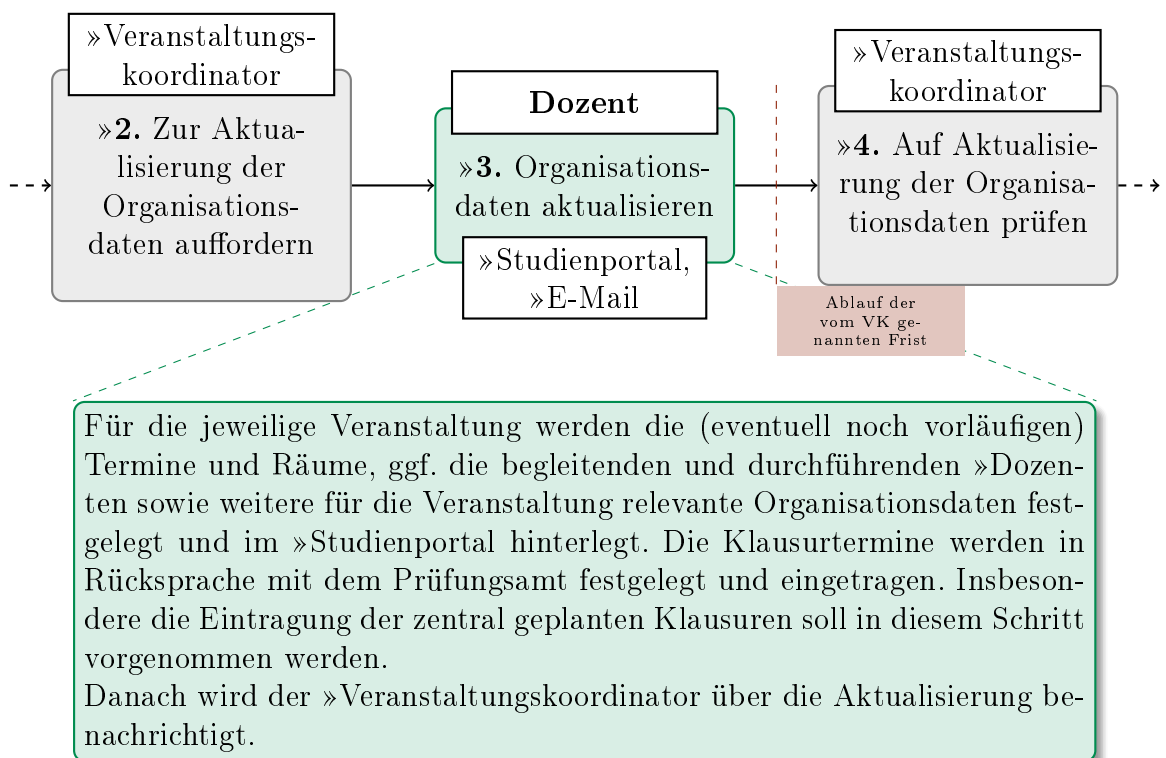 »Veranstaltungs-
koordinator
»2. Zur Aktua-
lisierung der
Organisations-
daten auffordern
Dozent
»3. Organisations-
daten aktualisieren
»Studienportal,
»E-Mail
»Veranstaltungs-
koordinator
»4. Auf Aktualisie-
rung der Organisa-
tionsdaten prüfen
Ablauf der
vom VK ge-
nannten Frist
Für die jeweilige Veranstaltung werden die (eventuell noch vorläufigen)
Termine und Räume, ggf. die begleitenden und durchführenden »Dozen-
ten sowie weitere für die Veranstaltung relevante Organisationsdaten fest-
gelegt und im »Studienportal hinterlegt. Die Klausurtermine werden in
Rücksprache mit dem Prüfungsamt festgelegt und eingetragen. Insbeson-
dere die Eintragung der zentral geplanten Klausuren soll in diesem Schritt
vorgenommen werden.
Danach wird der »Veranstaltungskoordinator über die Aktualisierung be-
nachrichtigt.